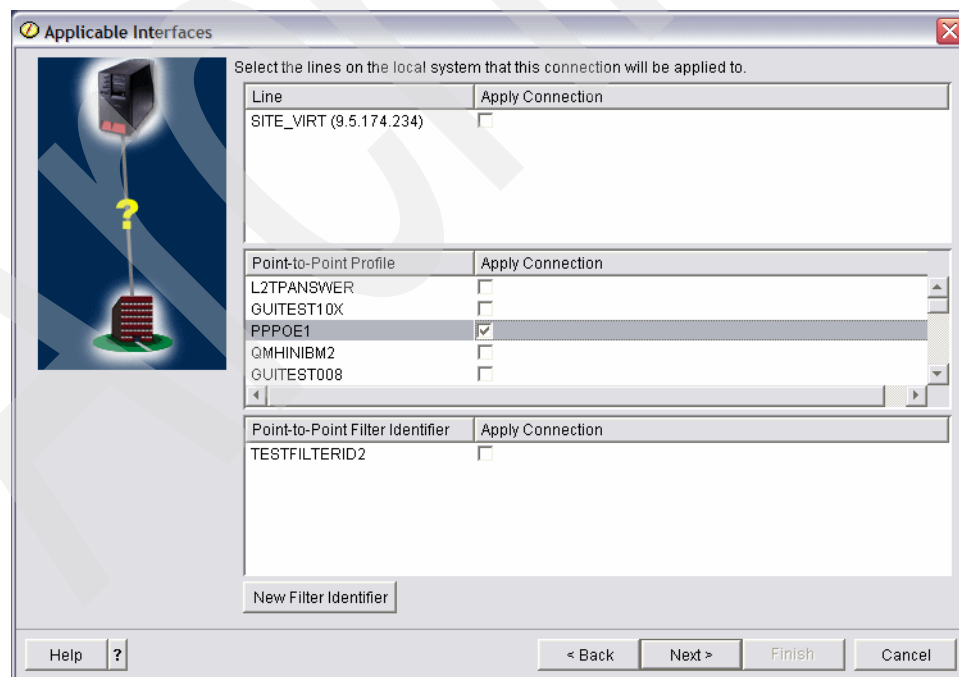 Applicable Interfaces
Select the lines on the local system that this connection will be applied to.
Line Apply Connection
SITE_VIRT (9.5.174.234)
Point-to-Point Profile Apply Connection
L2TPANSWER
GUITEST10X
PPPOE1
QMHINIBM2
GUITEST008
Point-to-Point Filter Identifier Apply Connection
TESTFILTERID2
New Filter Identifier
Help ? < Back Next > Finish Cancel